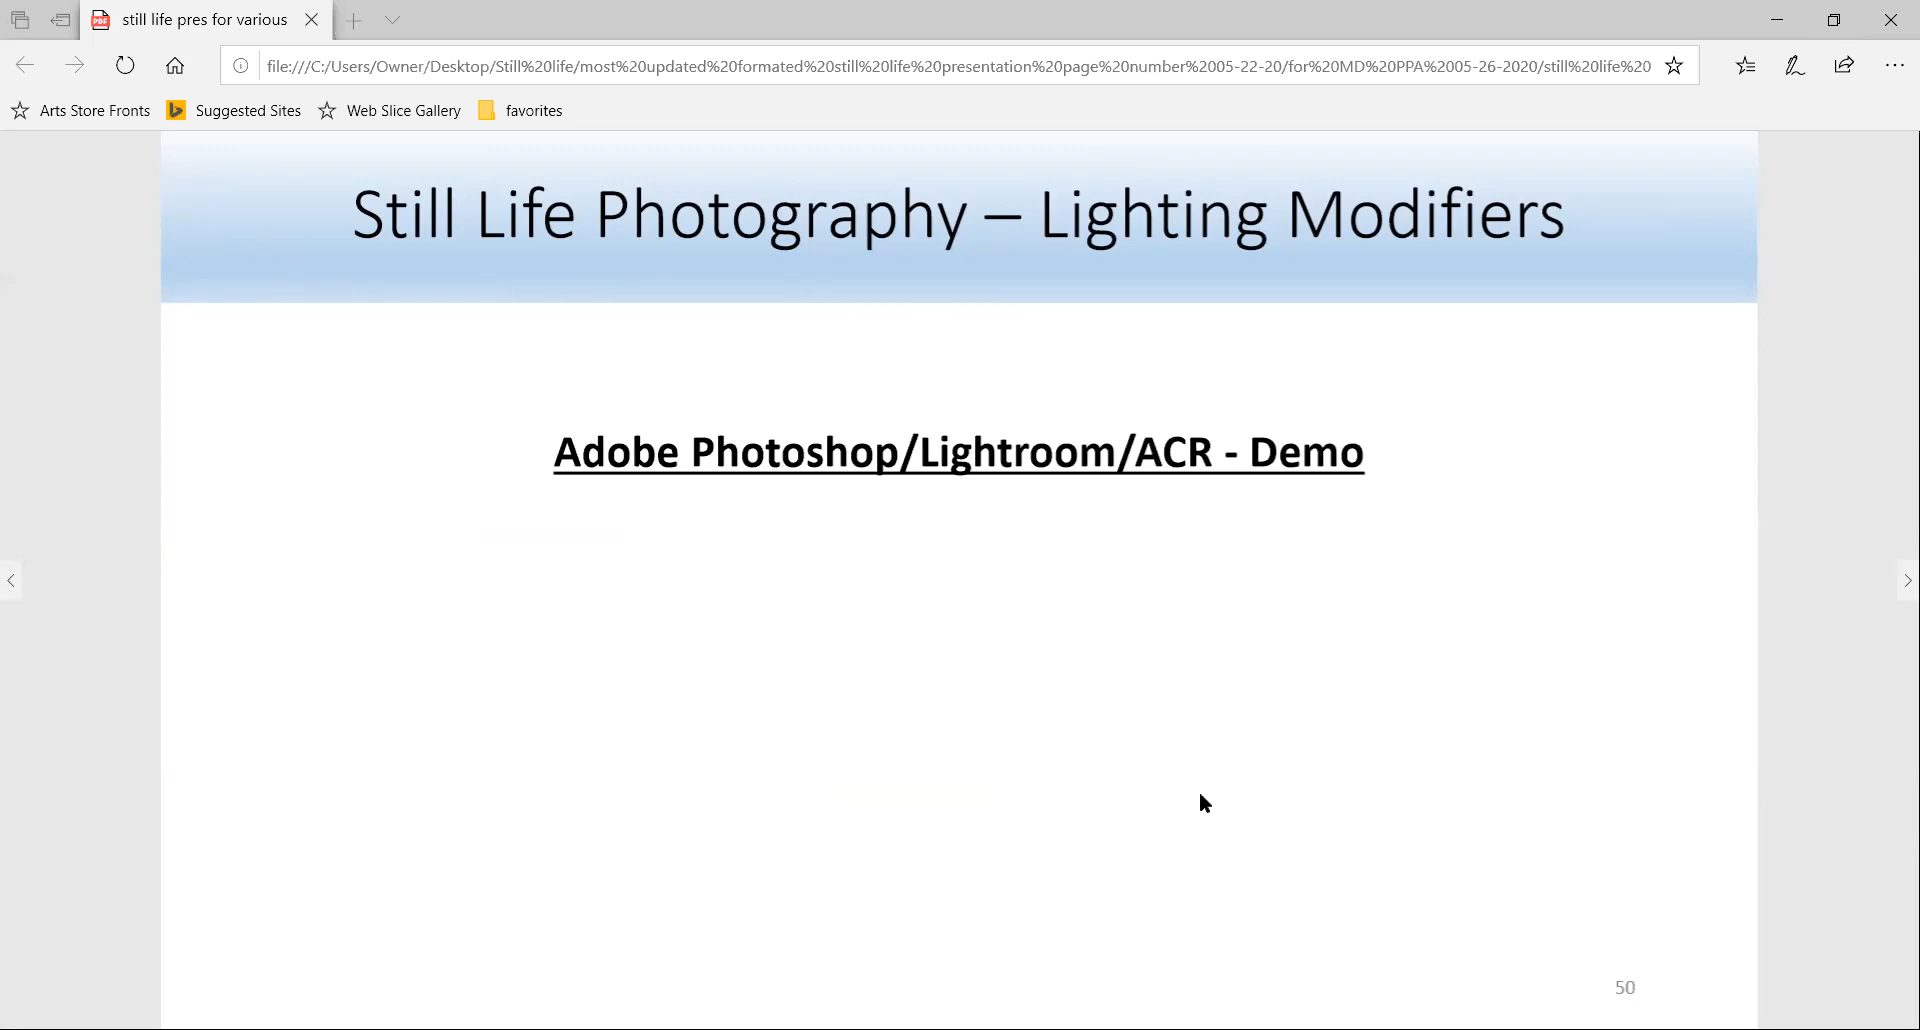 still life pres for various
file:///C:/Users/Owner/Desktop/Still%20life/most%20updated%20formated%20still%20life%20presentation%20page%20number%2005-22-20/for%20MD%20PPA%2005-26-2020/still%20life%20
Arts Store Fronts Suggested Sites Web Slice Gallery favorites
Still Life Photography – Lighting Modifiers
Adobe Photoshop/Lightroom/ACR - Demo
50